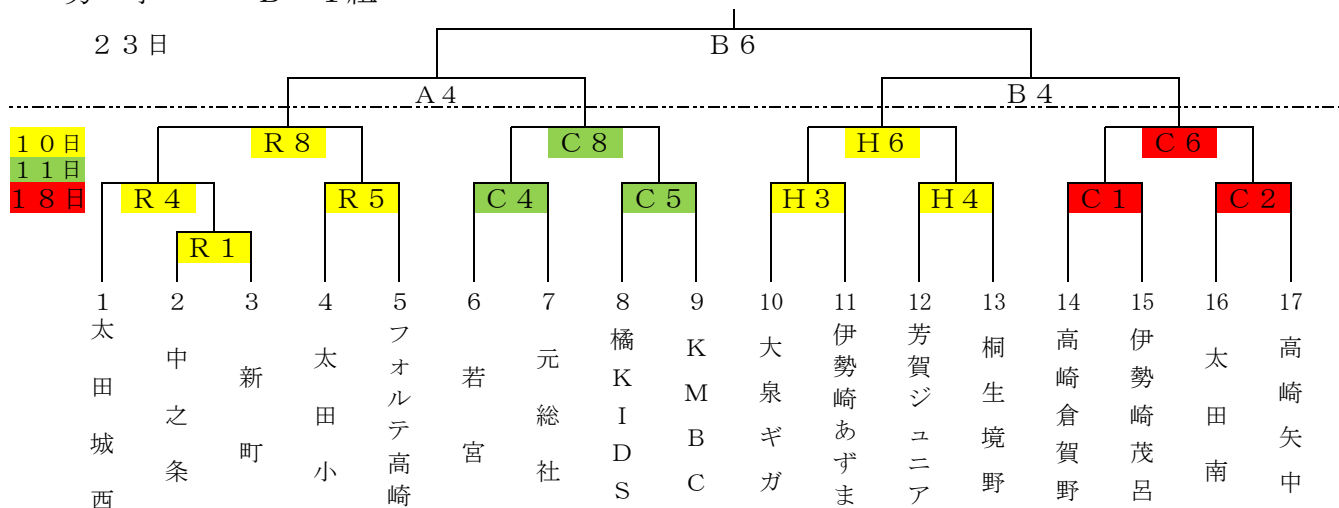 ２３日
Ｂ６
Ａ４
Ｂ４
１０日
Ｒ８
Ｃ８
Ｈ６
Ｃ６
１１日
１８日
Ｒ４
Ｒ５
Ｃ４
Ｃ５
Ｈ３
Ｈ４
Ｃ１
Ｃ２
Ｒ１
1 2 3 4 5 6 7 8 9 10 11 12 13 14 15 16 17
太田城西
中之条
新町
太田小
フォルテ高崎
若宮
元総社
橘ＫＩＤＳ
ＫＭＢＣ
大泉ギガ
伊勢崎あずま
芳賀ジュニア
桐生境野
高崎倉賀野
伊勢崎茂呂
太田南
高崎矢中